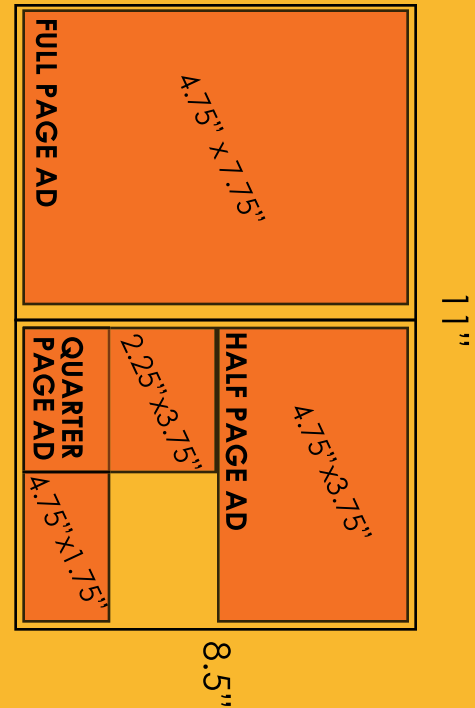 11”
4.75” x 7.75”
FULL PAGE AD
4.75”x3.75”
HALF PAGE AD
2.25”x3.75”
QUARTER
PAGE AD
4.75”x1.75”
8.5”